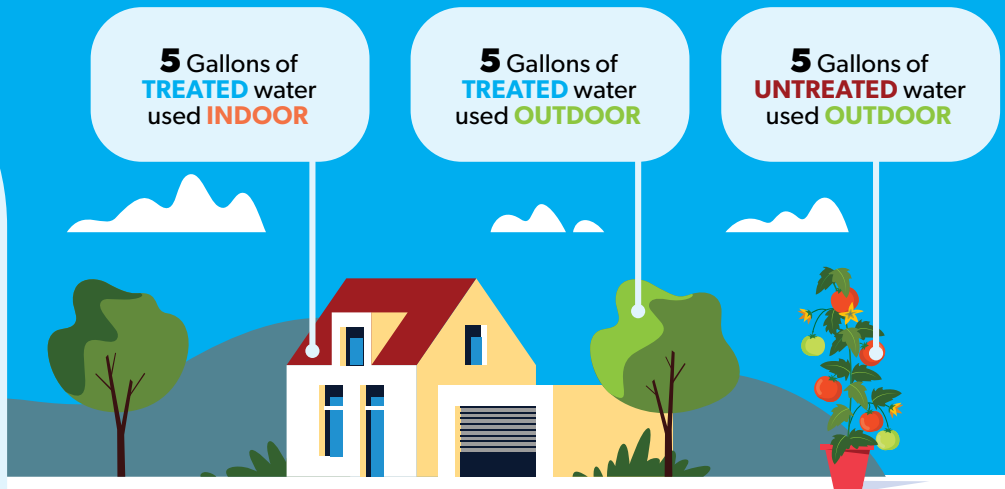 5 Gallons of
TREATED water
used INDOOR
5 Gallons of
TREATED water
used OUTDOOR
5 Gallons of
UNTREATED water
used OUTDOOR